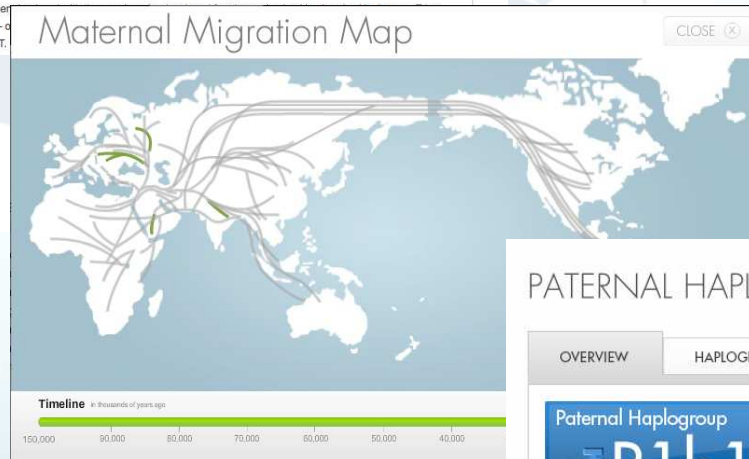 Maternal Migration Map
CLOSE
T.
Timeline in thousands of years ago
150,000 90,000 80,000 70,000 60,000 50,000 40,000
PATERNAL HAPL
OVERVIEW HAPLOG
Paternal Haplogroup